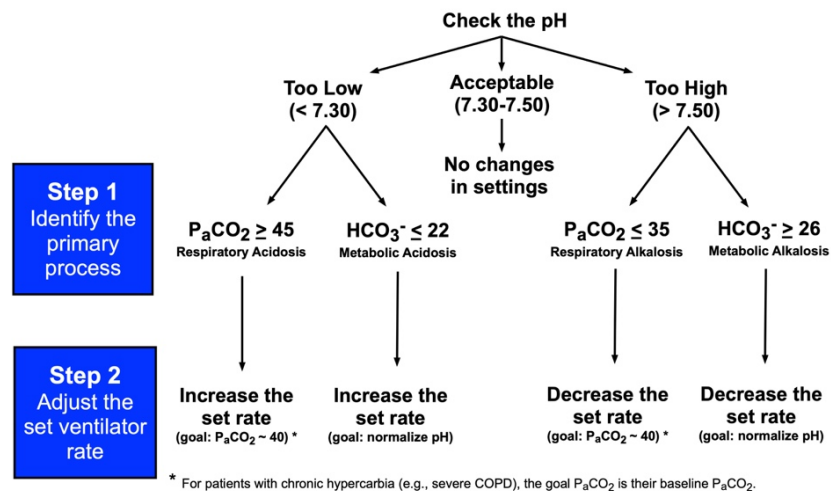 Check the pH
Too Low
(< 7.30)
Acceptable
(7.30-7.50)
Too High
(> 7.50)
No changes
in settings
Step 1
Identify the
primary
process
PaCO2 ≥ 45
Respiratory Acidosis
HCO3- ≤ 22
Metabolic Acidosis
PaCO2 ≤ 35
Respiratory Alkalosis
HCO3- ≥ 26
Metabolic Alkalosis
Step 2
Adjust the
set ventilator
rate
Increase the
set rate
(goal: PaCO2 ~ 40) *
Increase the
set rate
(goal: normalize pH)
Decrease the
set rate
(goal: PaCO2 ~ 40) *
Decrease the
set rate
(goal: normalize pH)
* For patients with chronic hypercarbia (e.g., severe COPD), the goal PaCO2 is their baseline PaCO2.